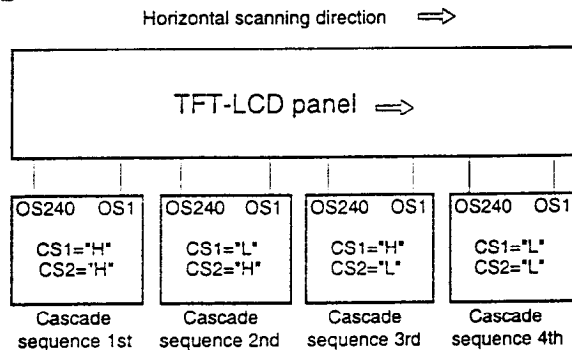 Horizontal scanning direction
TFT-LCD panel
OS240 OS1
CS1="H"
CS2="H"
OS240 OS1
CS1="L"
CS2="H"
OS240 OS1
CS1="H"
CS2="L"
OS240 OS1
CS1="L"
CS2="L"
Cascade
sequence 1st
Cascade
sequence 2nd
Cascade
sequence 3rd
Cascade
sequence 4th